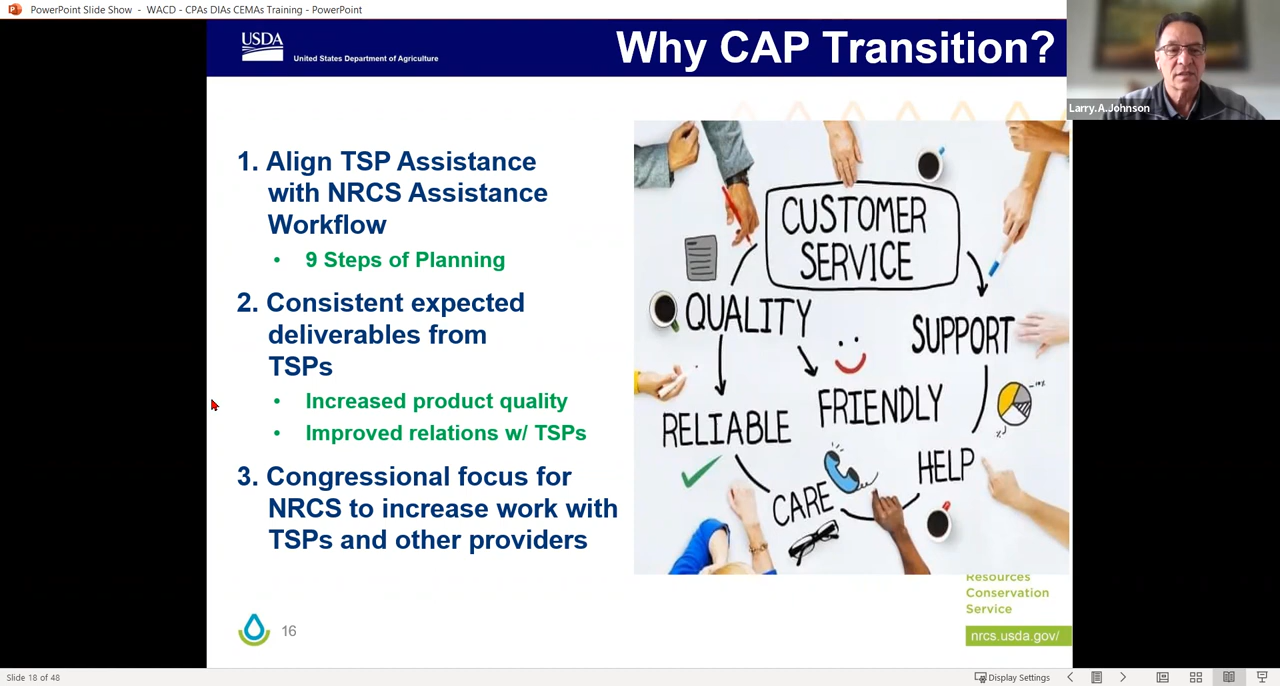 PowerPoint Slide Show - WACD - CPAs DIAs CEMAs Training - PowerPoint
USDA
United States Department of Agriculture
Why CAP Transition?
Larry.A.Johnson
1. Align TSP Assistance
with NRCS Assistance
Workflow
• 9 Steps of Planning
2. Consistent expected
deliverables from
TSPs
• Increased product quality
• Improved relations w/ TSPs
3. Congressional focus for
NRCS to increase work with
TSPs and other providers
CUSTOMER
SERVICE
QUALITY
SUPPORT
RELIABLE
FRIENDLY
HELP
CARE
Resources
Conservation
Service
nrcs.usda.gov/
16
Slide 18 of 48
Display Settings